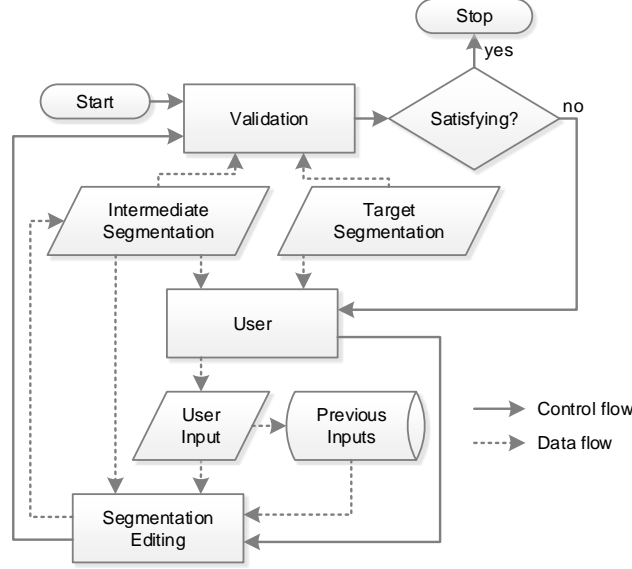 Stop
yes
Start
Validation
Satisfying?
no
Intermediate
Segmentation
Target
Segmentation
User
User
Input
Previous
Inputs
Control flow
Data flow
Segmentation
Editing